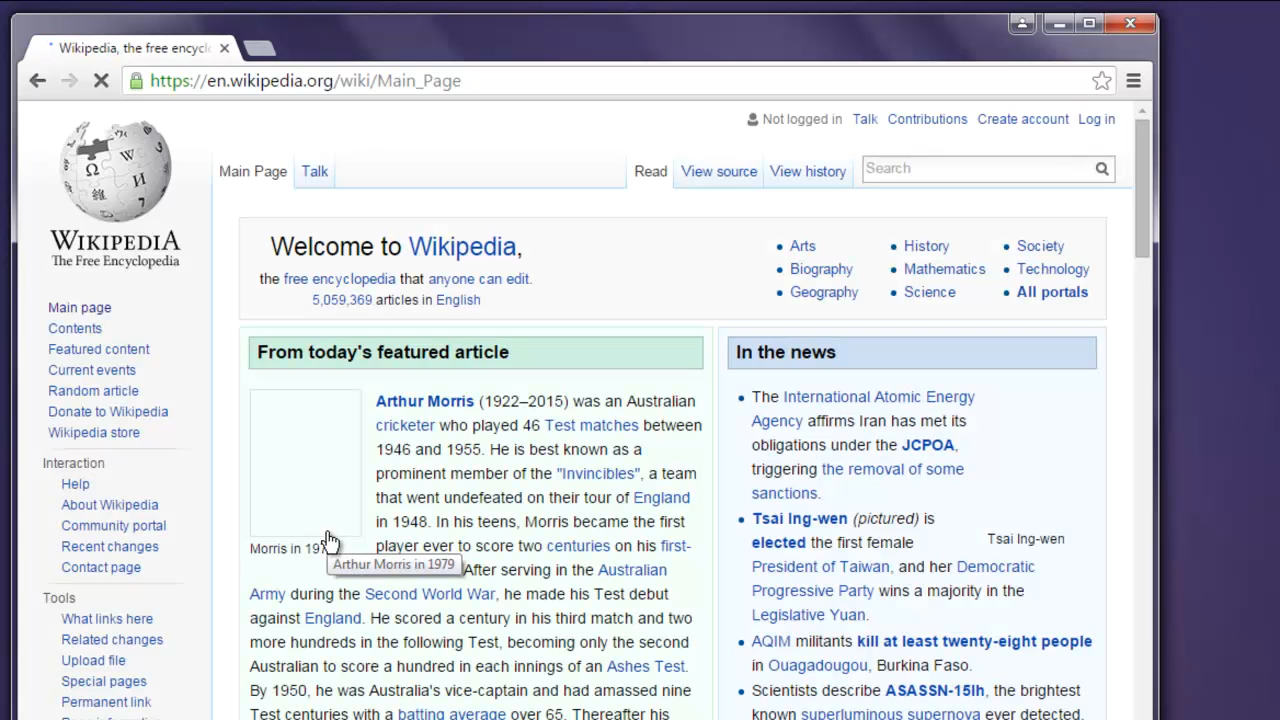 Wikipedia, the free encycl
https://en.wikipedia.org/wiki/Main_Page
Not logged in Talk Contributions Create account Log in
Main Page Talk Read View source View history Search
WIKIPEDIA
The Free Encyclopedia
Main page
Contents
Featured content
Current events
Random article
Donate to Wikipedia
Wikipedia store
Interaction
Help
About Wikipedia
Community portal
Recent changes
Contact page
Tools
What links here
Related changes
Upload file
Special pages
Permanent link
Welcome to Wikipedia,
the free encyclopedia that anyone can edit.
5,059,369 articles in English
Arts
Biography
Geography
History
Mathematics
Science
Society
Technology
All portals
From today's featured article
Morris in 197
Arthur Morris in 1979
Arthur Morris (1922–2015) was an Australian
cricketer who played 46 Test matches between
1946 and 1955. He is best known as a
prominent member of the "Invincibles", a team
that went undefeated on their tour of England
in 1948. In his teens, Morris became the first
player ever to score two centuries on his first-
After serving in the Australian
Army during the Second World War, he made his Test debut
against England. He scored a century in his third match and two
more hundreds in the following Test, becoming only the second
Australian to score a hundred in each innings of an Ashes Test.
By 1950, he was Australia's vice-captain and had amassed nine
Test centuries with a batting average over 65. Thereafter his
In the news
The International Atomic Energy
Agency affirms Iran has met its
obligations under the JCPOA,
triggering the removal of some
sanctions.
Tsai Ing-wen (pictured) is
elected the first female
President of Taiwan, and her Democratic
Progressive Party wins a majority in the
Legislative Yuan.
Tsai Ing-wen
AQIM militants kill at least twenty-eight people
in Ouagadougou, Burkina Faso.
Scientists describe ASASSN-15lh, the brightest
known superluminous supernova ever detected.